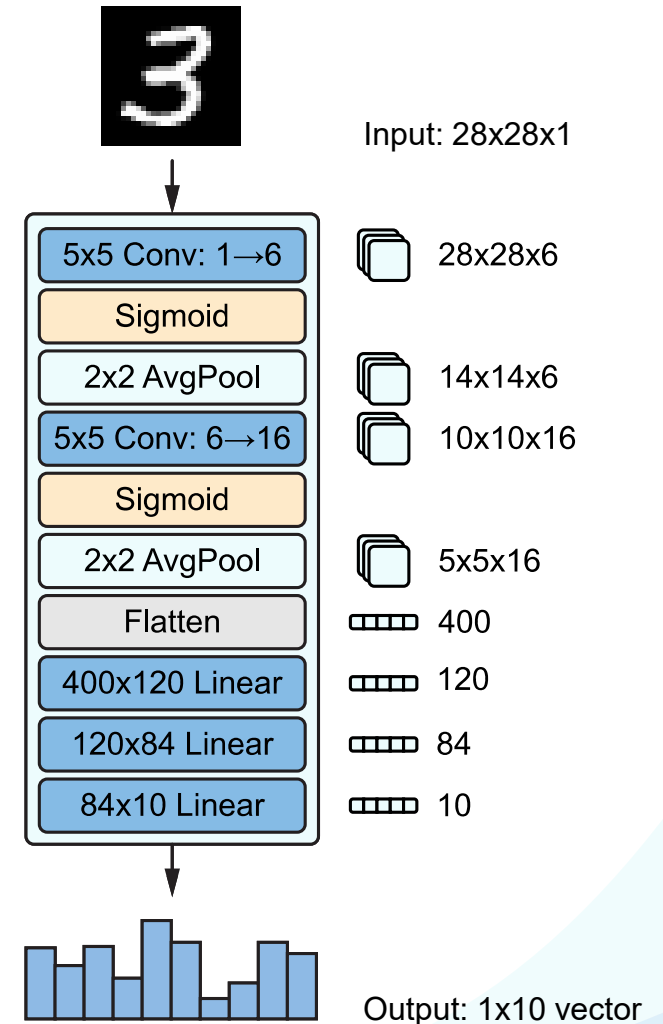 Input: 28x28x1
5x5 Conv: 1→6
28x28x6
Sigmoid
2x2 AvgPool
14x14x6
5x5 Conv: 6→16
10x10x16
Sigmoid
2x2 AvgPool
5x5x16
Flatten
400
400x120 Linear
120
120x84 Linear
84
84x10 Linear
10
Output: 1x10 vector